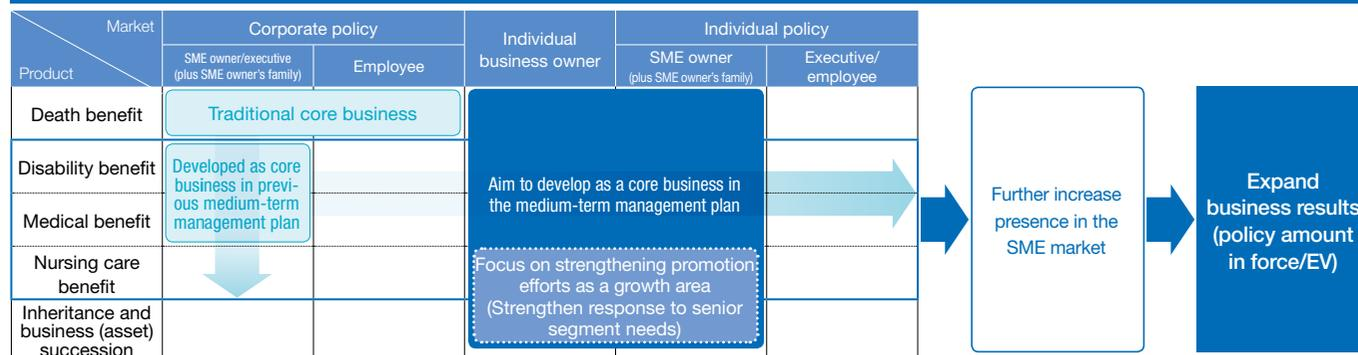 Market
Product
Corporate policy
Individual
business owner
Individual policy
SME owner/executive
(plus SME owner's family)
Employee
SME owner
(plus SME owner's family)
Executive/
employee
Death benefit
Traditional core business
Disability benefit
Medical benefit
Developed as core
business in previ-
ous medium-term
management plan
Aim to develop as a core business in
the medium-term management plan
Nursing care
benefit
Focus on strengthening promotion
efforts as a growth area
(Strengthen response to senior
segment needs)
Inheritance and
business (asset)
succession
Further increase
presence in the
SME market
Expand
business results
(policy amount
in force/EV)